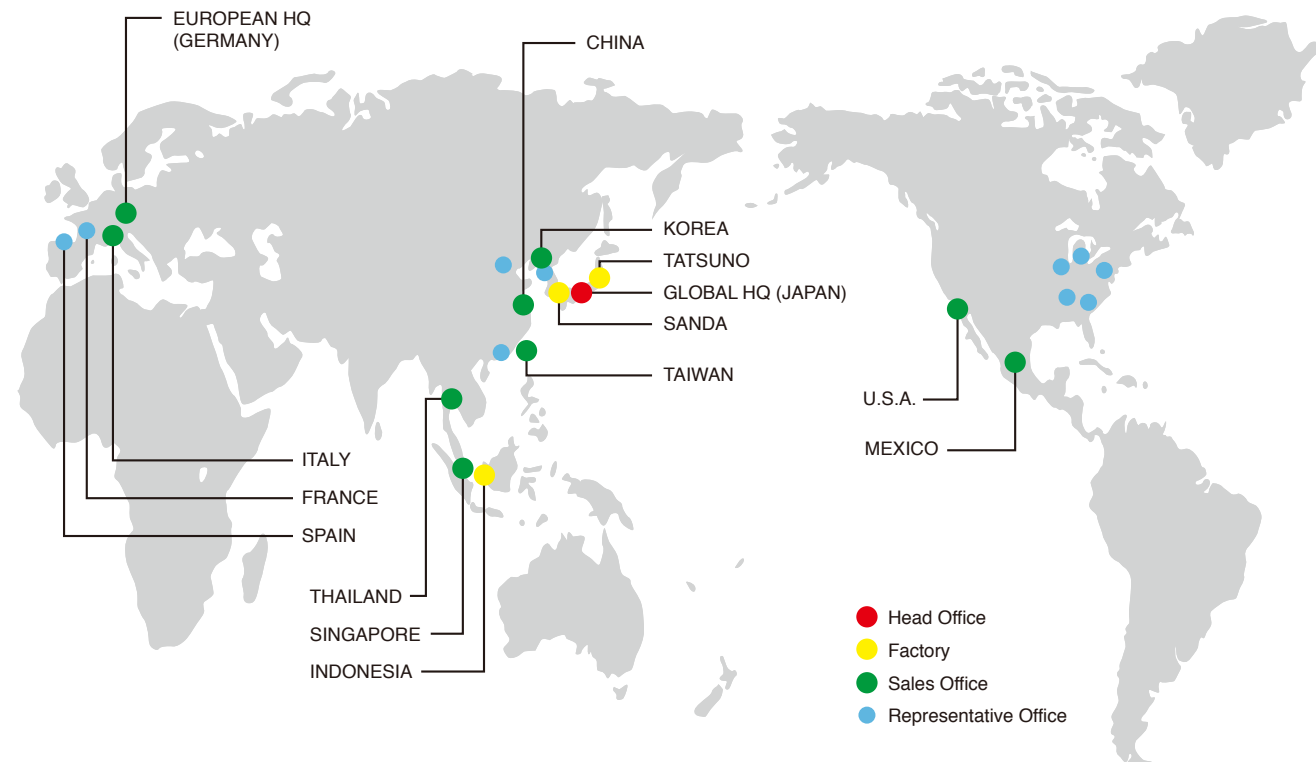 EUROPEAN HQ
(GERMANY)
CHINA
KOREA
TATSUNO
GLOBAL HQ (JAPAN)
SANDA
TAIWAN
U.S.A.
MEXICO
ITALY
FRANCE
SPAIN
THAILAND
SINGAPORE
INDONESIA
Head Office
Factory
Sales Office
Representative Office